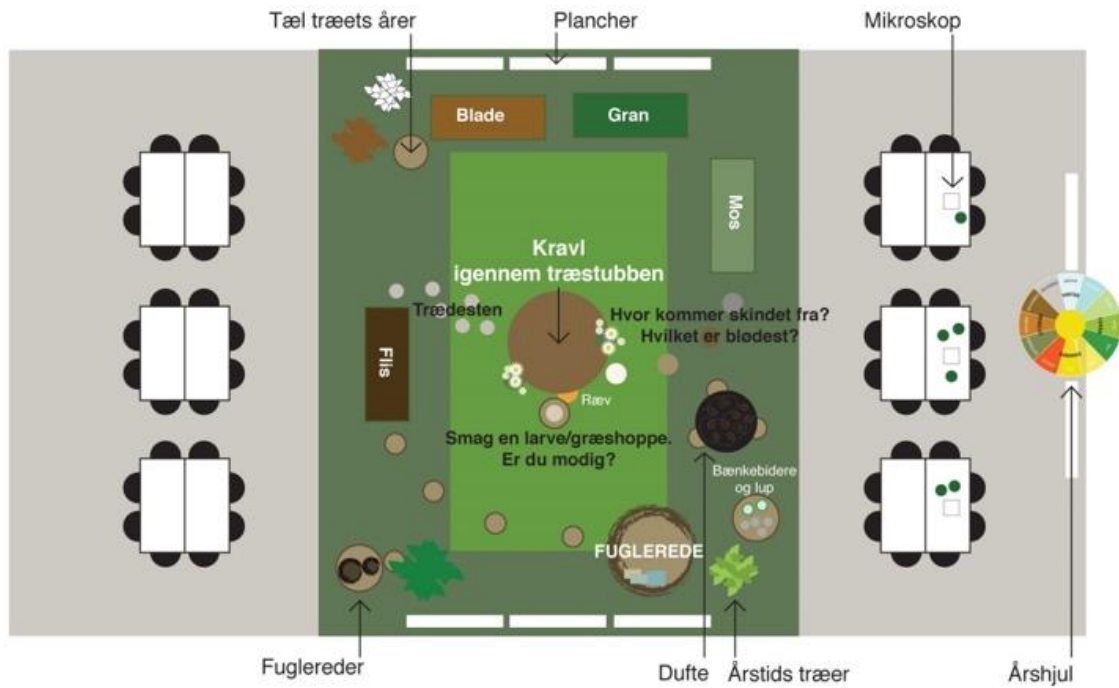 Tæl træets årer
Plancher
Mikroskop
Blade
Gran
Mos
Kravl
igennem træstubben
Trædesten
Hvor kommer skindet fra?
Hvilket er blødest?
Flis
Ræv
Smag en larve/græshoppe.
Er du modig?
Bænkebidere
og lup
FUGLEREDE
Fuglereder
Dufte
Årstids træer
Årshjul